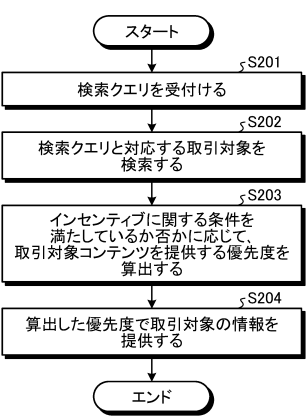 スタート
S201
検索クエリを受付ける
S202
検索クエリと対応する取引対象を
検索する
S203
インセンティブに関する条件を
満たしているか否かに応じて、
取引対象コンテンツを提供する優先度を
算出する
S204
算出した優先度で取引対象の情報を
提供する
エンド